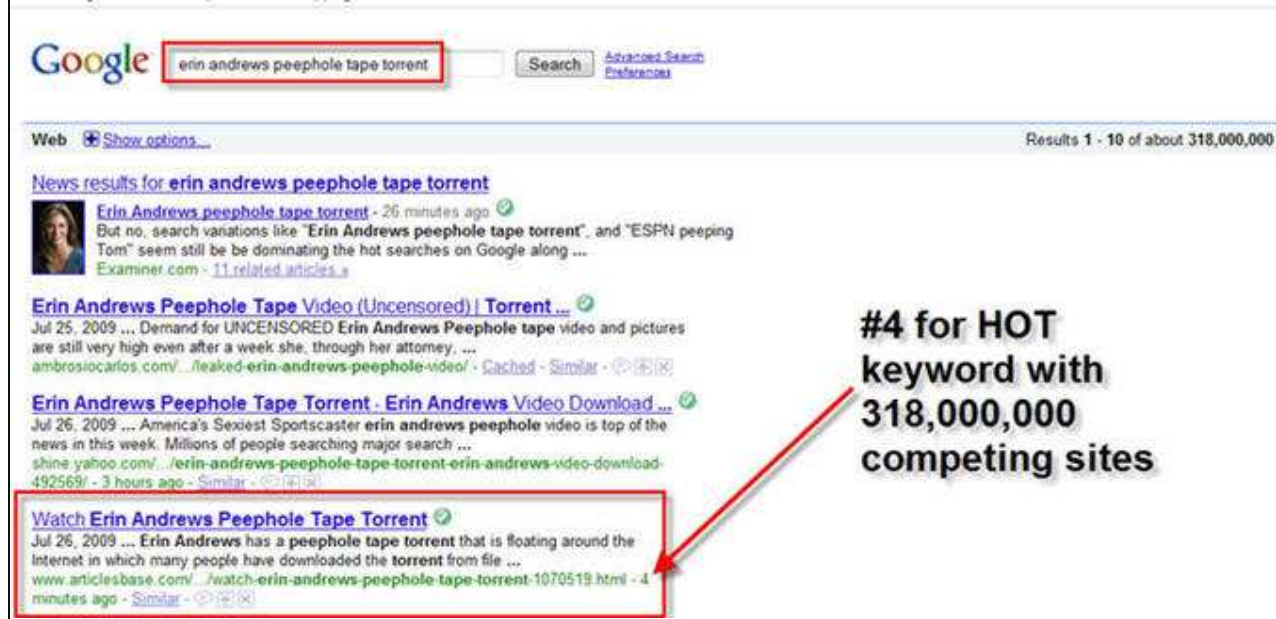 Google
erin andrews peephole tape torrent
Search
Advanced Search
Preferences
Web
Show options...
Results 1 - 10 of about 318,000,000
News results for erin andrews peephole tape torrent
Erin Andrews peephole tape torrent - 26 minutes ago
But no, search variations like "Erin Andrews peephole tape torrent", and "ESPN peeping
Tom" seem still be be dominating the hot searches on Google along ...
Examiner.com - 11 related articles »
Erin Andrews Peephole Tape Video (Uncensored) | Torrent ...
Jul 25, 2009 ... Demand for UNCENSORED Erin Andrews Peephole tape video and pictures
are still very high even after a week she, through her attorney, ...
ambrosiocarlos.com/.../leaked-erin-andrews-peephole-video/ - Cached - Similar -
Erin Andrews Peephole Tape Torrent - Erin Andrews Video Download ...
Jul 26, 2009 ... America's Sexiest Sportscaster erin andrews peephole video is top of the
news in this week. Millions of people searching major search ...
shine.yahoo.com/.../erin-andrews-peephole-tape-torrent-erin-andrews-video-download-
492569/ - 3 hours ago - Similar -
Watch Erin Andrews Peephole Tape Torrent
Jul 26, 2009 ... Erin Andrews has a peephole tape torrent that is floating around the
Internet in which many people have downloaded the torrent from file ...
www.articlesbase.com/.../watch-erin-andrews-peephole-tape-torrent-1070519.html - 4
minutes ago - Similar -
#4 for HOT
keyword with
318,000,000
competing sites